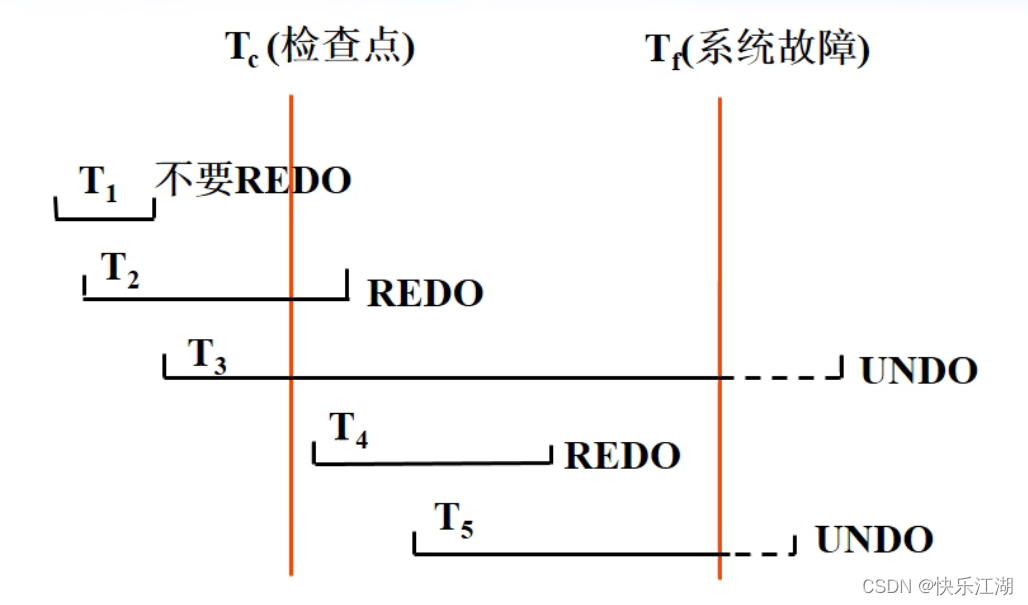 T_c (检查点)
T_f(系统故障)
T_1 不要REDO
T_2 REDO
T_3 UNDO
T_4 REDO
T_5 UNDO
CSDN @快乐江湖